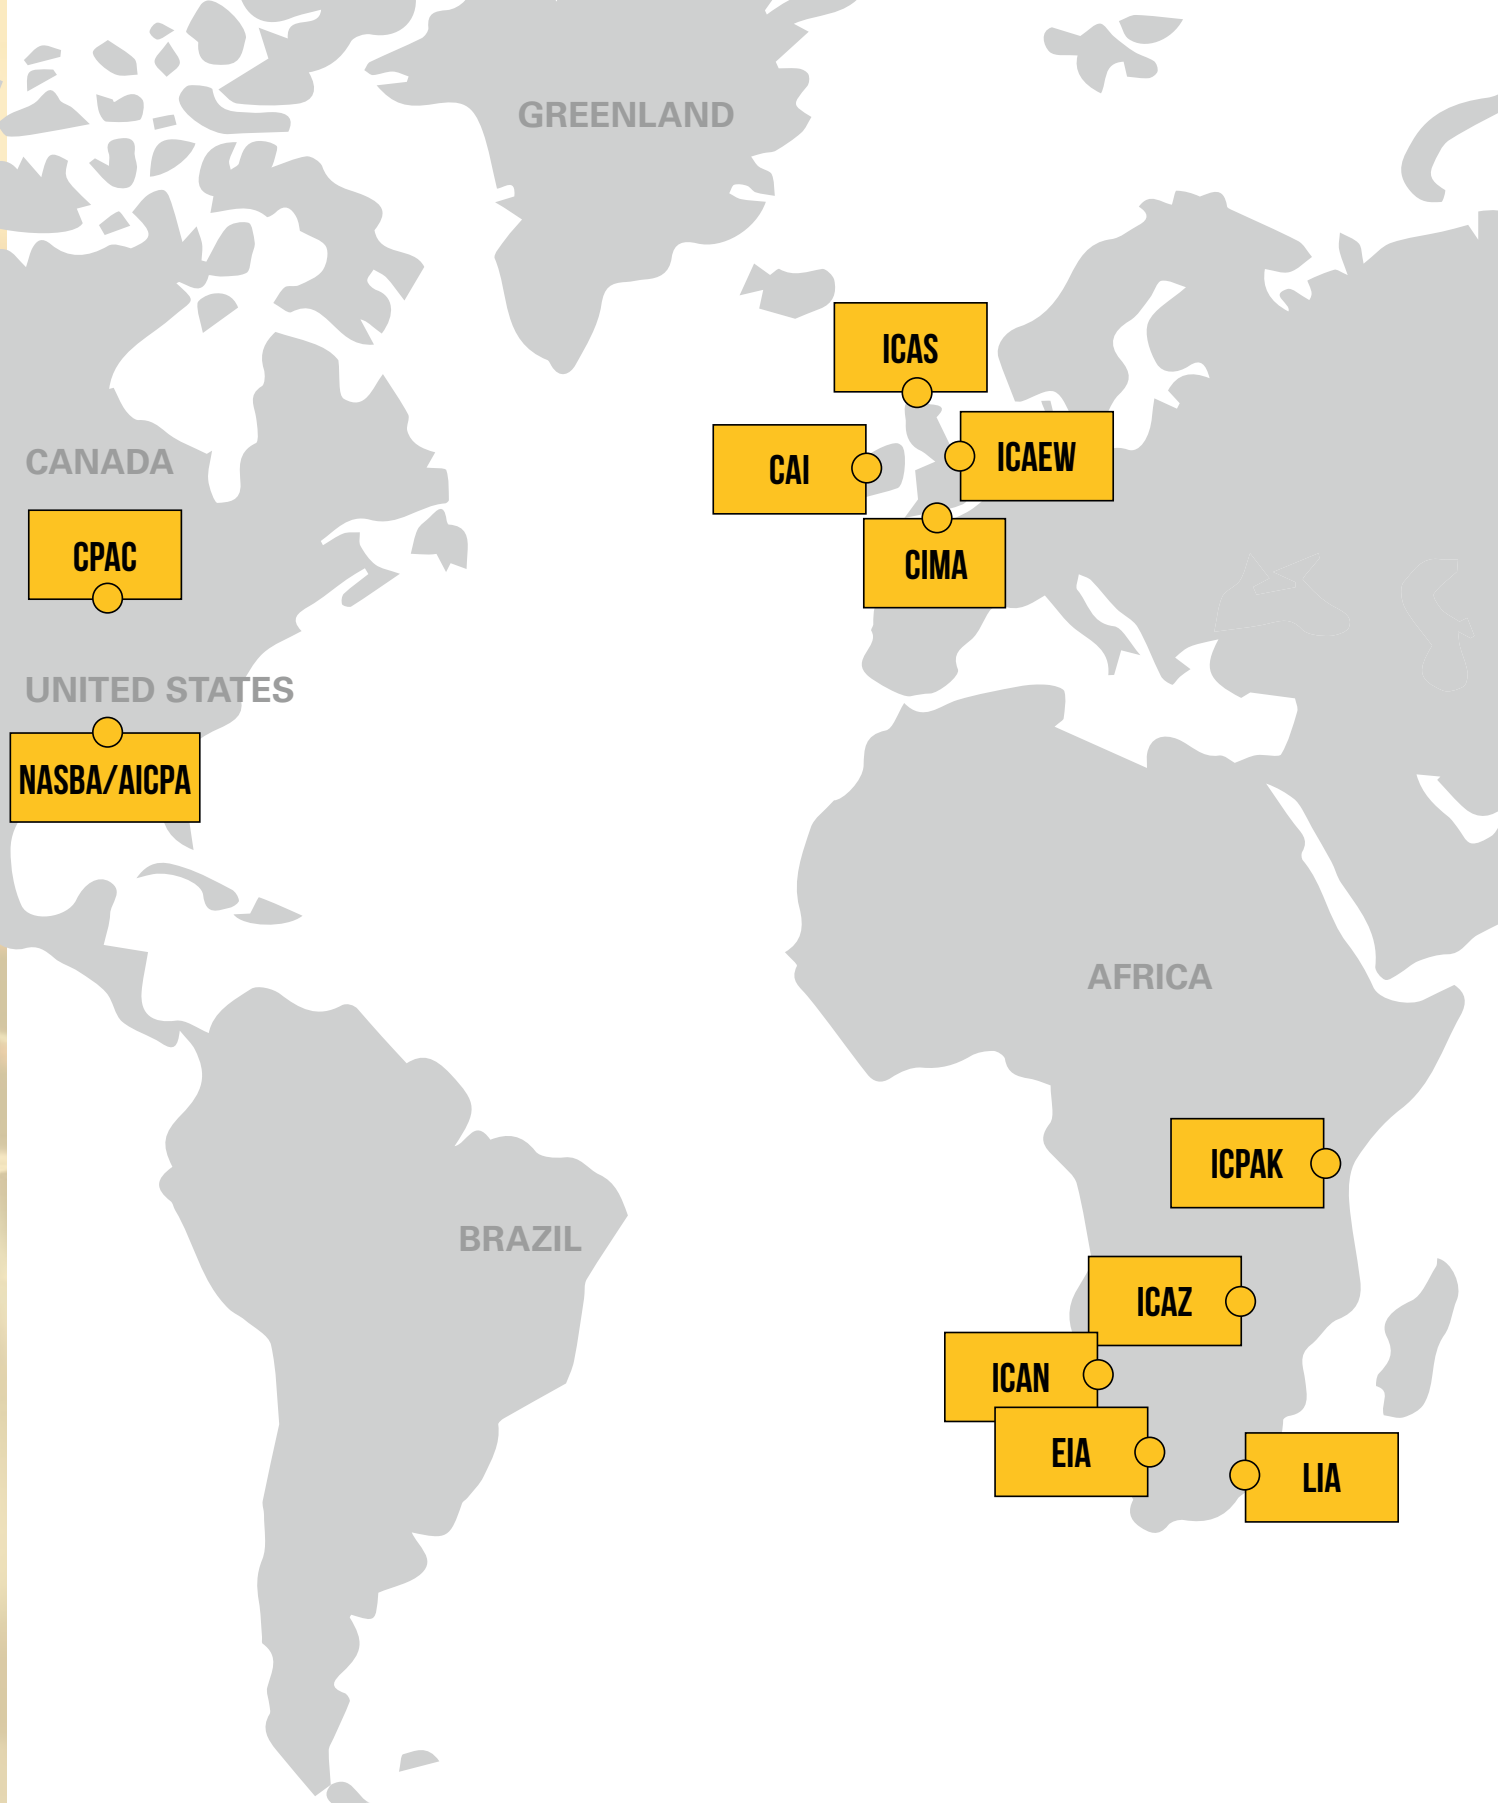 GREENLAND
ICAS
CAI
ICAEW
CANADA
CPAC
CIMA
UNITED STATES
NASBA/AICPA
AFRICA
ICPAK
BRAZIL
ICAZ
ICAN
EIA
LIA